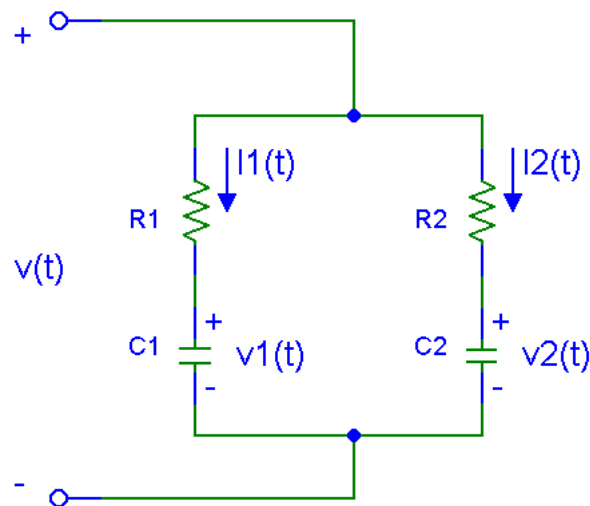 +
I1(t) I2(t)
R1 R2
v(t)
+ +
C1 v1(t) C2 v2(t)
- -
-